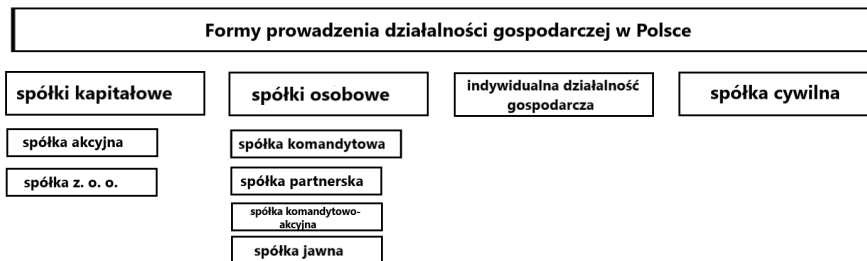 Formy prowadzenia działalności gospodarczej w Polsce
spółki kapitałowe
spółki osobowe
indywidualna działalność
gospodarcza
spółka cywilna
spółka akcyjna
spółka z. o. o.
spółka komandytowa
spółka partnerska
spółka komandytowo-
akcyjna
spółka jawna